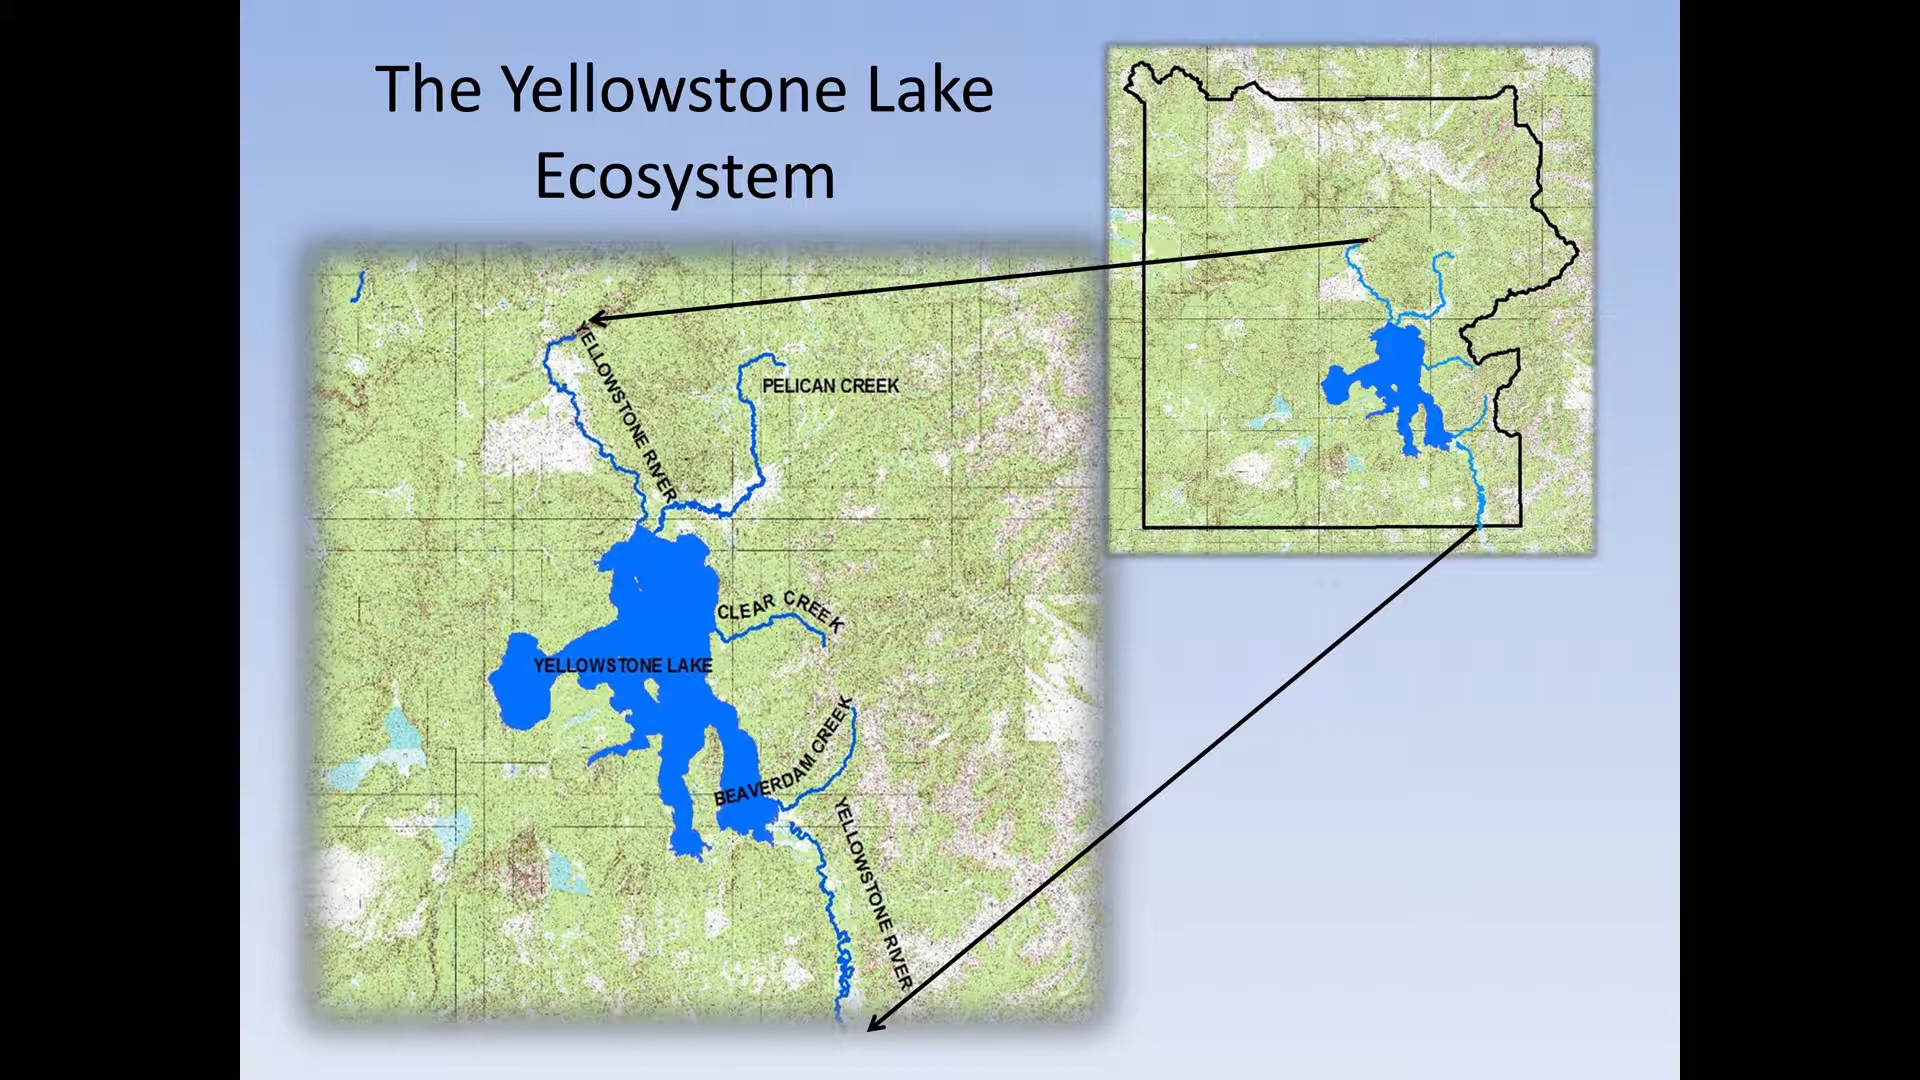 The Yellowstone Lake
Ecosystem
YELLOWSTONE RIVER
PELICAN CREEK
CLEAR CREEK
YELLOWSTONE LAKE
BEAVERDAM CREEK
YELLOWSTONE RIVER